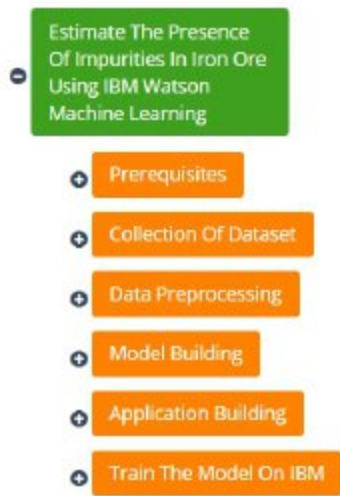 Estimate The Presence
Of Impurities In Iron Ore
Using IBM Watson
Machine Learning
Prerequisites
Collection Of Dataset
Data Preprocessing
Model Building
Application Building
Train The Model On IBM